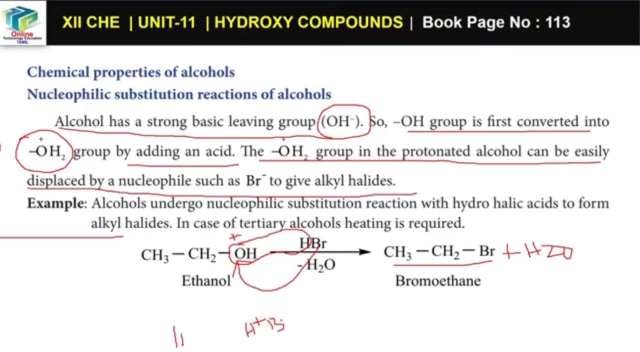 Online
Technology Education
XII CHE | UNIT-11 | HYDROXY COMPOUNDS | Book Page No : 113
Chemical properties of alcohols
Nucleophilic substitution reactions of alcohols
Alcohol has a strong basic leaving group (OH⁻). So, –OH group is first converted into
–O⁺H₂ group by adding an acid. The –O⁺H₂ group in the protonated alcohol can be easily
displaced by a nucleophile such as Br⁻ to give alkyl halides.
Example: Alcohols undergo nucleophilic substitution reaction with hydro halic acids to form
alkyl halides. In case of tertiary alcohols heating is required.
+
CH₃ – CH₂ – OH HBr CH₃ – CH₂ – Br + H2O
- H₂O
Ethanol Bromoethane
H⁺B